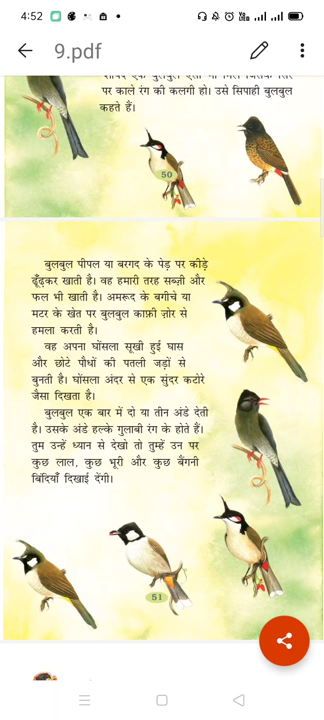 4:52
9.pdf
पर काले रंग की कलगी हो। उसे सिपाही बुलबुल
कहते हैं।
50
बुलबुल पीपल या बरगद के पेड़ पर कीड़े
ढूँढ़कर खाती है। वह हमारी तरह सब्ज़ी और
फल भी खाती है। अमरूद के बगीचे या
मटर के खेत पर बुलबुल काफ़ी ज़ोर से
हमला करती है।
वह अपना घोंसला सूखी हुई घास
और छोटे पौधों की पतली जड़ों से
बुनती है। घोंसला अंदर से एक सुंदर कटोरे
जैसा दिखता है।
बुलबुल एक बार में दो या तीन अंडे देती
है। उसके अंडे हल्के गुलाबी रंग के होते हैं।
तुम उन्हें ध्यान से देखो तो तुम्हें उन पर
कुछ लाल, कुछ भूरी और कुछ बैंगनी
बिंदियाँ दिखाई देंगी।
51